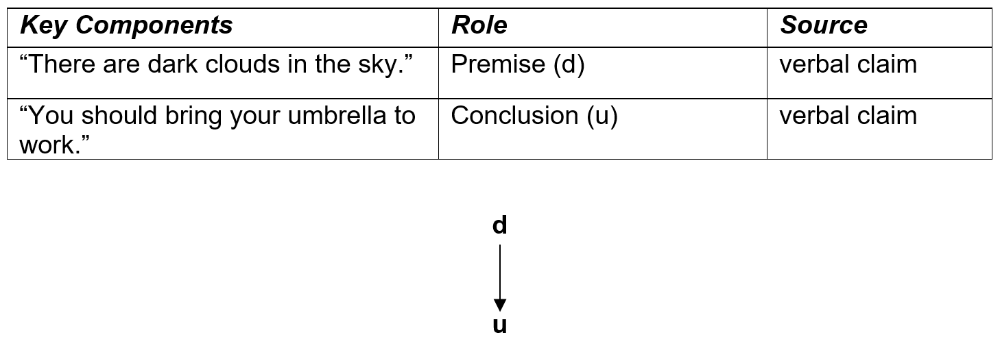 Key Components Role Source
“There are dark clouds in the sky.” Premise (d) verbal claim
“You should bring your umbrella to Conclusion (u) verbal claim
work.”
d
u